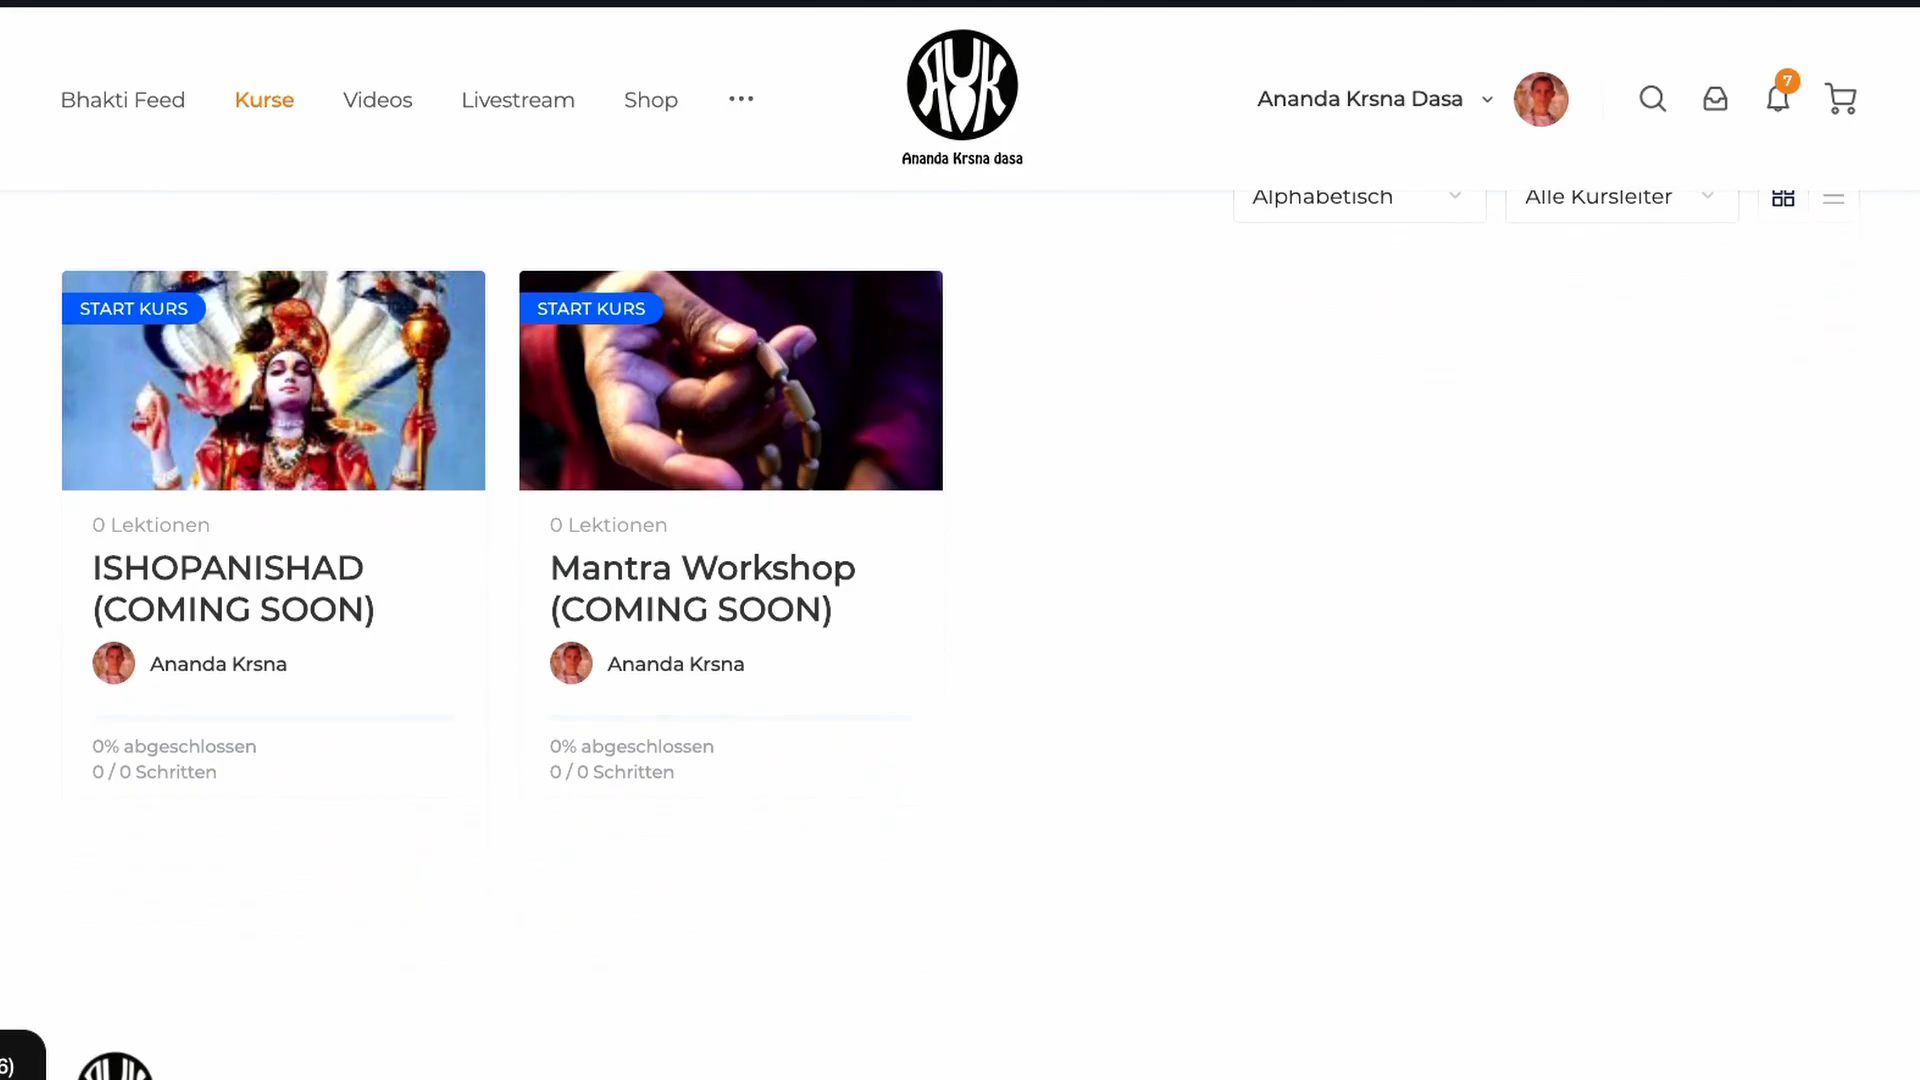 Bhakti Feed
Kurse
Videos
Livestream
Shop
AUK
Ananda Krsna dasa
Ananda Krsna Dasa
7
Alphabetisch
Alle Kursleiter
START KURS
0 Lektionen
ISHOPANISHAD
(COMING SOON)
Ananda Krsna
0% abgeschlossen
0 / 0 Schritten
START KURS
0 Lektionen
Mantra Workshop
(COMING SOON)
Ananda Krsna
0% abgeschlossen
0 / 0 Schritten
6)